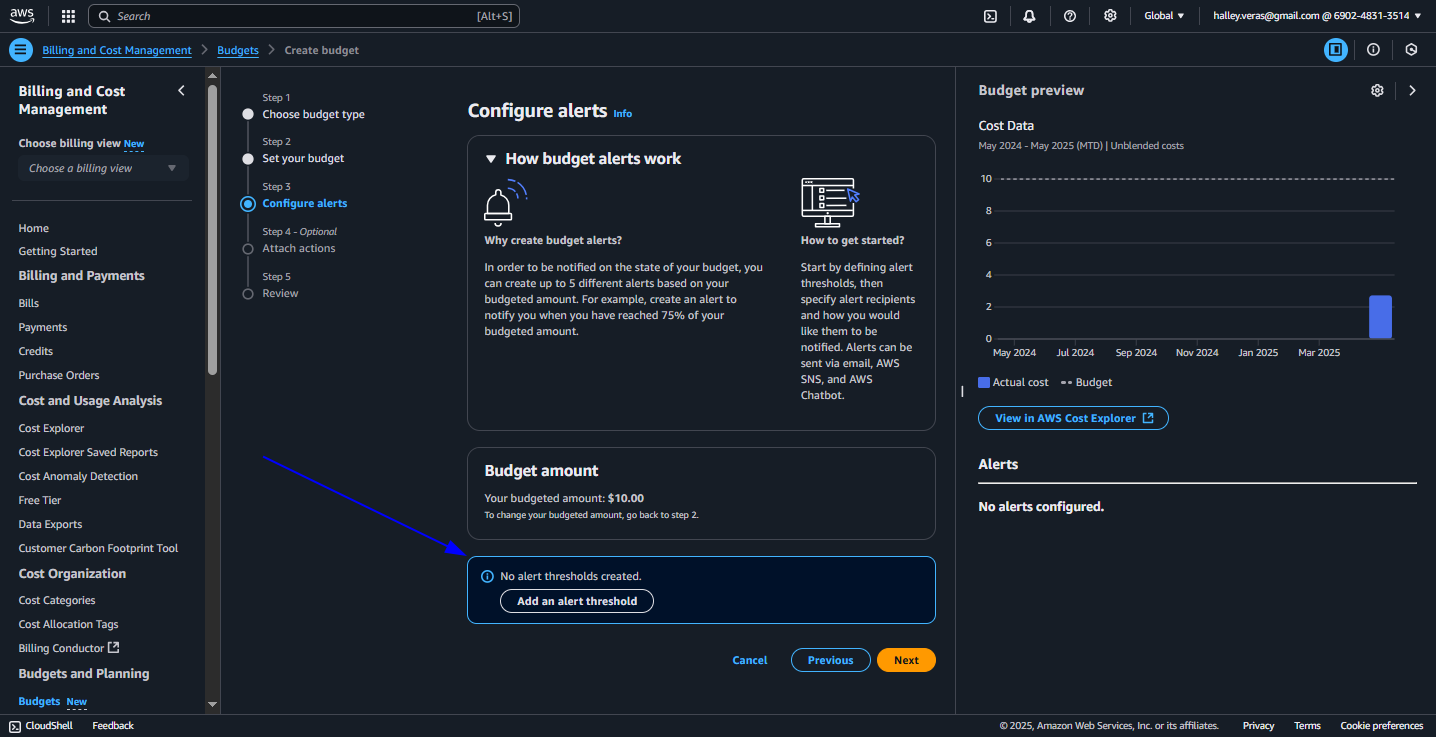 aws
Search
[Alt+S]
Global
halley.veras@gmail.com @ 6902-4831-3514
Billing and Cost Management
Budgets
Create budget
Billing and Cost
Management
Choose billing view New
Choose a billing view
Home
Getting Started
Billing and Payments
Bills
Payments
Credits
Purchase Orders
Cost and Usage Analysis
Cost Explorer
Cost Explorer Saved Reports
Cost Anomaly Detection
Free Tier
Data Exports
Customer Carbon Footprint Tool
Cost Organization
Cost Categories
Cost Allocation Tags
Billing Conductor
Budgets and Planning
Budgets New
Step 1
Choose budget type
Step 2
Set your budget
Step 3
Configure alerts
Step 4 - Optional
Attach actions
Step 5
Review
Configure alerts Info
How budget alerts work
Why create budget alerts?
In order to be notified on the state of your budget, you
can create up to 5 different alerts based on your
budgeted amount. For example, create an alert to
notify you when you have reached 75% of your
budgeted amount.
How to get started?
Start by defining alert
thresholds, then
specify alert recipients
and how you would
like them to be
notified. Alerts can be
sent via email, AWS
SNS, and AWS
Chatbot.
Budget amount
Your budgeted amount: $10.00
To change your budgeted amount, go back to step 2.
No alert thresholds created.
Add an alert threshold
Cancel
Previous
Next
Budget preview
Cost Data
May 2024 - May 2025 (MTD) | Unblended costs
10
8
6
4
2
0
May 2024
Jul 2024
Sep 2024
Nov 2024
Jan 2025
Mar 2025
Actual cost
Budget
View in AWS Cost Explorer
Alerts
No alerts configured.
CloudShell
Feedback
© 2025, Amazon Web Services, Inc. or its affiliates.
Privacy
Terms
Cookie preferences